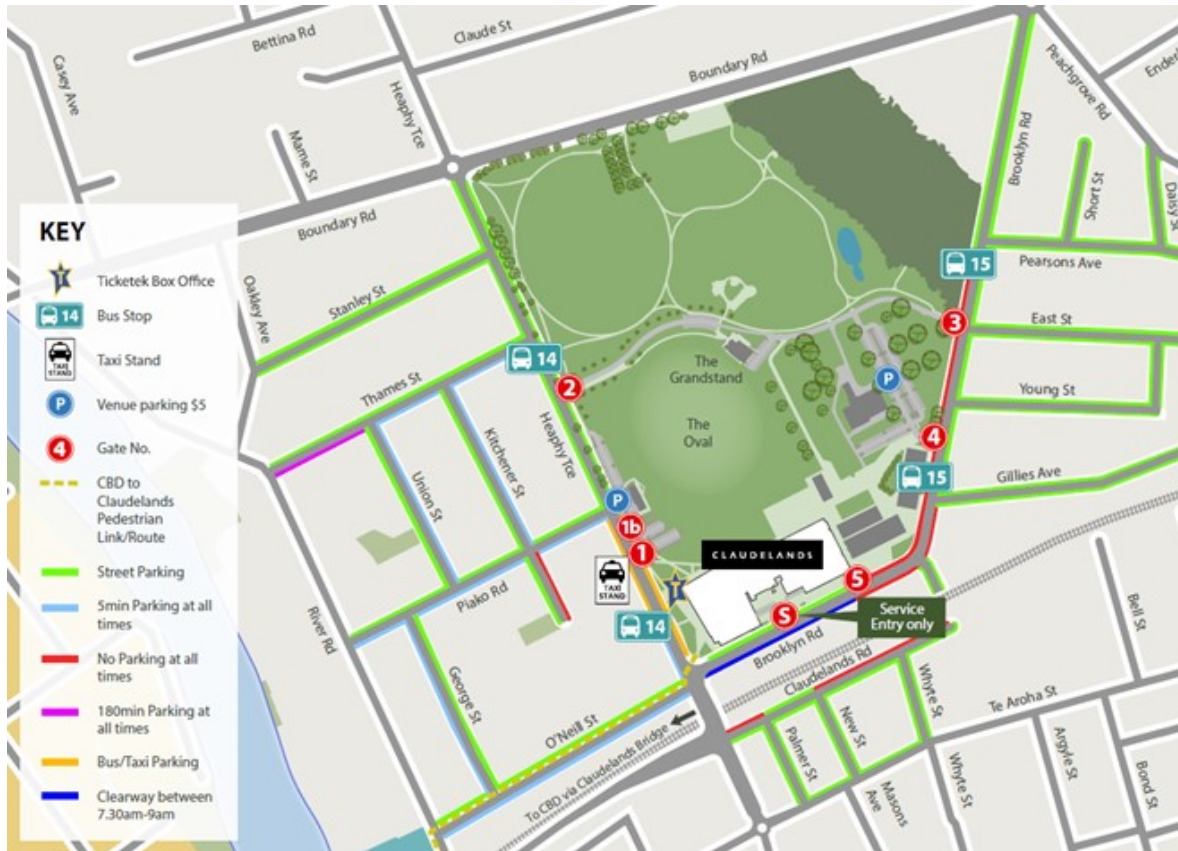 Bettina Rd
Claude St
Casey Ave
Heaphy Tce
Boundary Rd
Peachgrove Rd
Brooklyn Rd
Short St
Daisy St
Mame St
Boundary Rd
Oakley Ave
Stanley St
Thames St
Pearsons Ave
15
East St
3
Young St
4
15
Gillies Ave
P
14
2
The
Grandstand
The
Oval
Heaphy Tce
Kitchener St
Union St
P
1b
1
CLAUDELANDS
TAXI
STAND
T
14
5
S
Service
Entry only
Brooklyn Rd
Claudelands Rd
Piako Rd
River Rd
George St
O'Neill St
To CBD via Claudelands Bridge
Whyte St
New St
Palmer St
Te Aroha St
Bell St
Masons
Ave
Whyte St
Argyle St
Bond St
KEY
T
Ticketek Box Office
14
Bus Stop
TAXI
STAND
Taxi Stand
P
Venue parking $5
4
Gate No.
CBD to
Claudelands
Pedestrian
Link/Route
Street Parking
5min Parking at all
times
No Parking at all
times
180min Parking at
all times
Bus/Taxi Parking
Clearway between
7.30am-9am